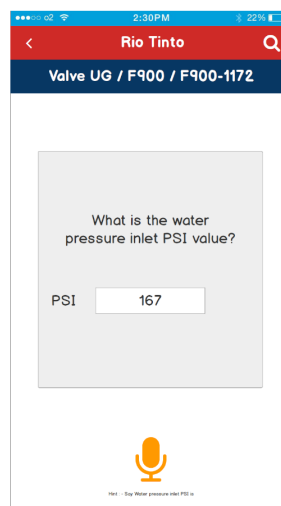 o2 2:30PM 22%
Rio Tinto
Valve UG / F900 / F900-1172
What is the water
pressure inlet PSI value?
PSI 167
Hint : - Say Water pressure inlet PSI is